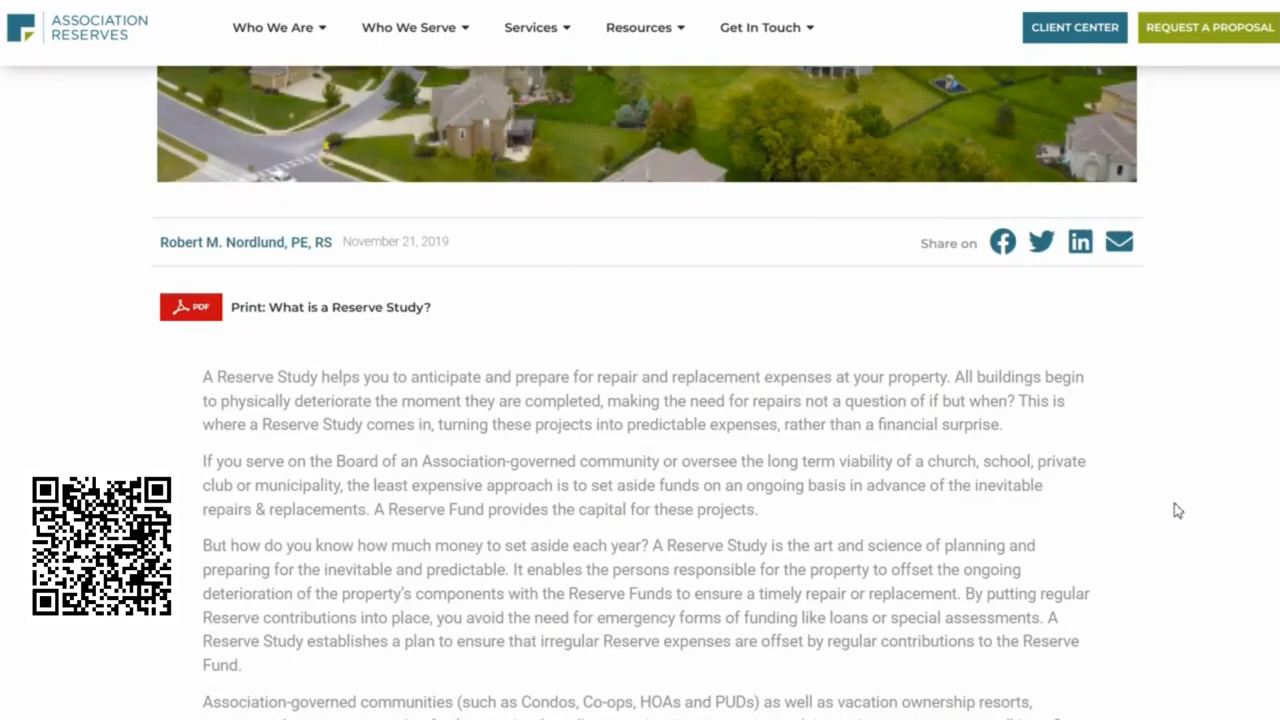 ASSOCIATION
RESERVES
Who We Are
Who We Serve
Services
Resources
Get In Touch
CLIENT CENTER
REQUEST A PROPOSAL
Robert M. Nordlund, PE, RS
November 21, 2019
Share on
PDF
Print: What is a Reserve Study?
A Reserve Study helps you to anticipate and prepare for repair and replacement expenses at your property. All buildings begin
to physically deteriorate the moment they are completed, making the need for repairs not a question of if but when? This is
where a Reserve Study comes in, turning these projects into predictable expenses, rather than a financial surprise.
If you serve on the Board of an Association-governed community or oversee the long term viability of a church, school, private
club or municipality, the least expensive approach is to set aside funds on an ongoing basis in advance of the inevitable
repairs & replacements. A Reserve Fund provides the capital for these projects.
But how do you know how much money to set aside each year? A Reserve Study is the art and science of planning and
preparing for the inevitable and predictable. It enables the persons responsible for the property to offset the ongoing
deterioration of the property's components with the Reserve Funds to ensure a timely repair or replacement. By putting regular
Reserve contributions into place, you avoid the need for emergency forms of funding like loans or special assessments. A
Reserve Study establishes a plan to ensure that irregular Reserve expenses are offset by regular contributions to the Reserve
Fund.
Association-governed communities (such as Condos, Co-ops, HOAs and PUDs) as well as vacation ownership resorts,